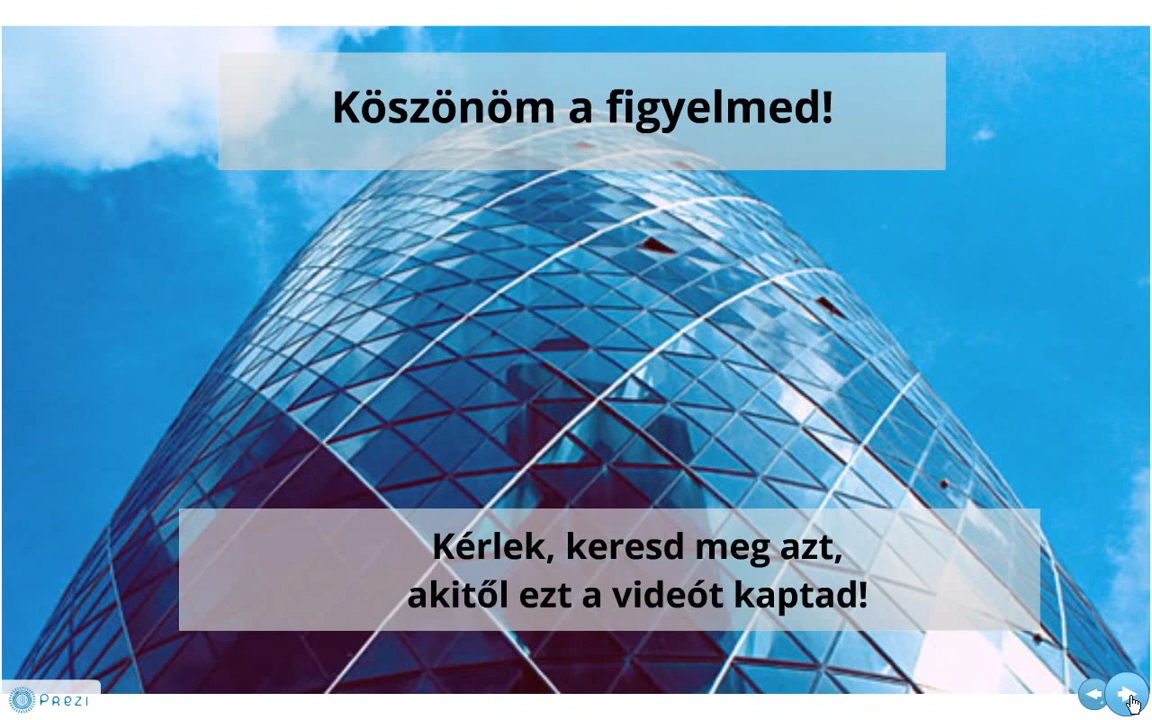 Köszönöm a figyelmed!
Kérlek, keresd meg azt,
akitől ezt a videót kaptad!
Prezi